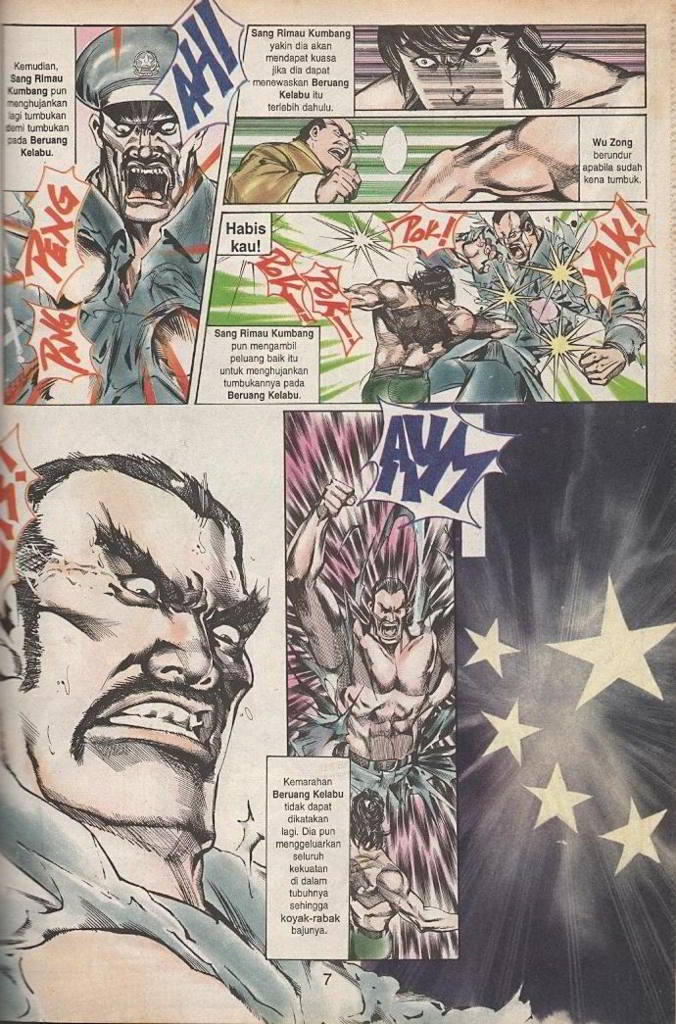 Kemudian,
Sang Rimau
Kumbang pun
menghujankan
lagi tumbukan
demi tumbukan
pada Beruang
Kelabu.
AH!
PENG
PANG
Sang Rimau Kumbang
yakin dia akan
mendapat kuasa
jika dia dapat
menewaskan Beruang
Kelabu itu
terlebih dahulu.
Wu Zong
berundur
apabila sudah
kena tumbuk.
Habis
kau!
POK
POK
POK!
YAK!
Sang Rimau Kumbang
pun mengambil
peluang baik itu
untuk menghujankan
tumbukannya pada
Beruang Kelabu.
AYM
Kemarahan
Beruang Kelabu
tidak dapat
dikatakan
lagi. Dia pun
menggeluarkan
seluruh
kekuatan
di dalam
tubuhnya
sehingga
koyak-rabak
bajunya.
7